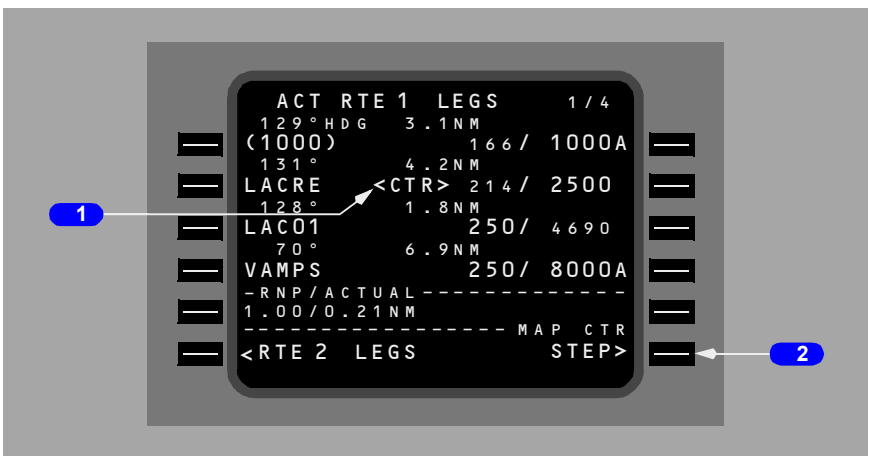 ACT RTE 1 LEGS 1/4
129°HDG 3.1NM
(1000) 166/ 1000A
131° 4.2NM
LACRE <CTR> 214/ 2500
128° 1.8NM
LACO1 250/ 4690
70° 6.9NM
VAMPS 250/ 8000A
-RNP/ACTUAL-------------
1.00/0.21NM
------------------ MAP CTR
<RTE 2 LEGS STEP>
1
2